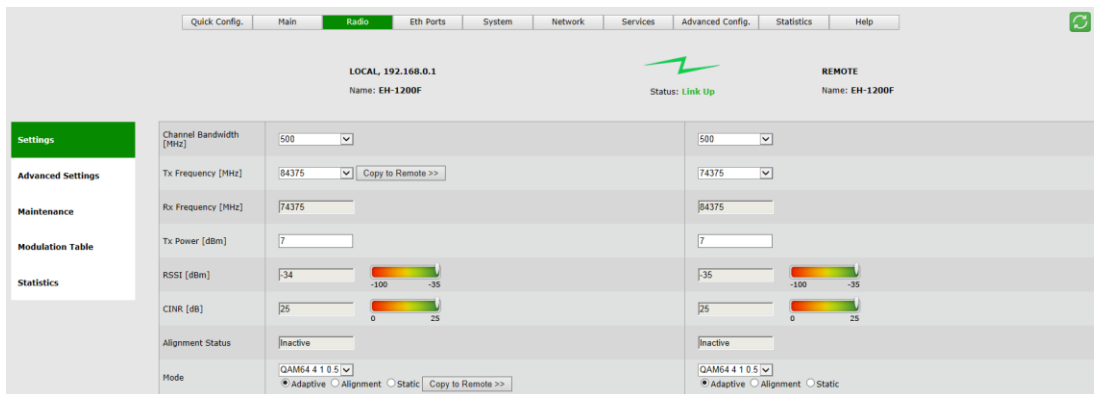 Quick Config. Main Radio Eth Ports System Network Services Advanced Config. Statistics Help
LOCAL, 192.168.0.1 REMOTE
Name: EH-1200F Status: Link Up Name: EH-1200F
Settings
Advanced Settings
Maintenance
Modulation Table
Statistics
Channel Bandwidth
[MHz] 500 500
Tx Frequency [MHz] 84375 Copy to Remote >> 74375
Rx Frequency [MHz] 74375 84375
Tx Power [dBm] 7 7
RSSI [dBm] -34 -35
-100 -35 -100 -35
CINR [dB] 25 25
0 25 0 25
Alignment Status Inactive Inactive
Mode QAM64 4 1 0.5 QAM64 4 1 0.5
Adaptive Alignment Static Copy to Remote >> Adaptive Alignment Static